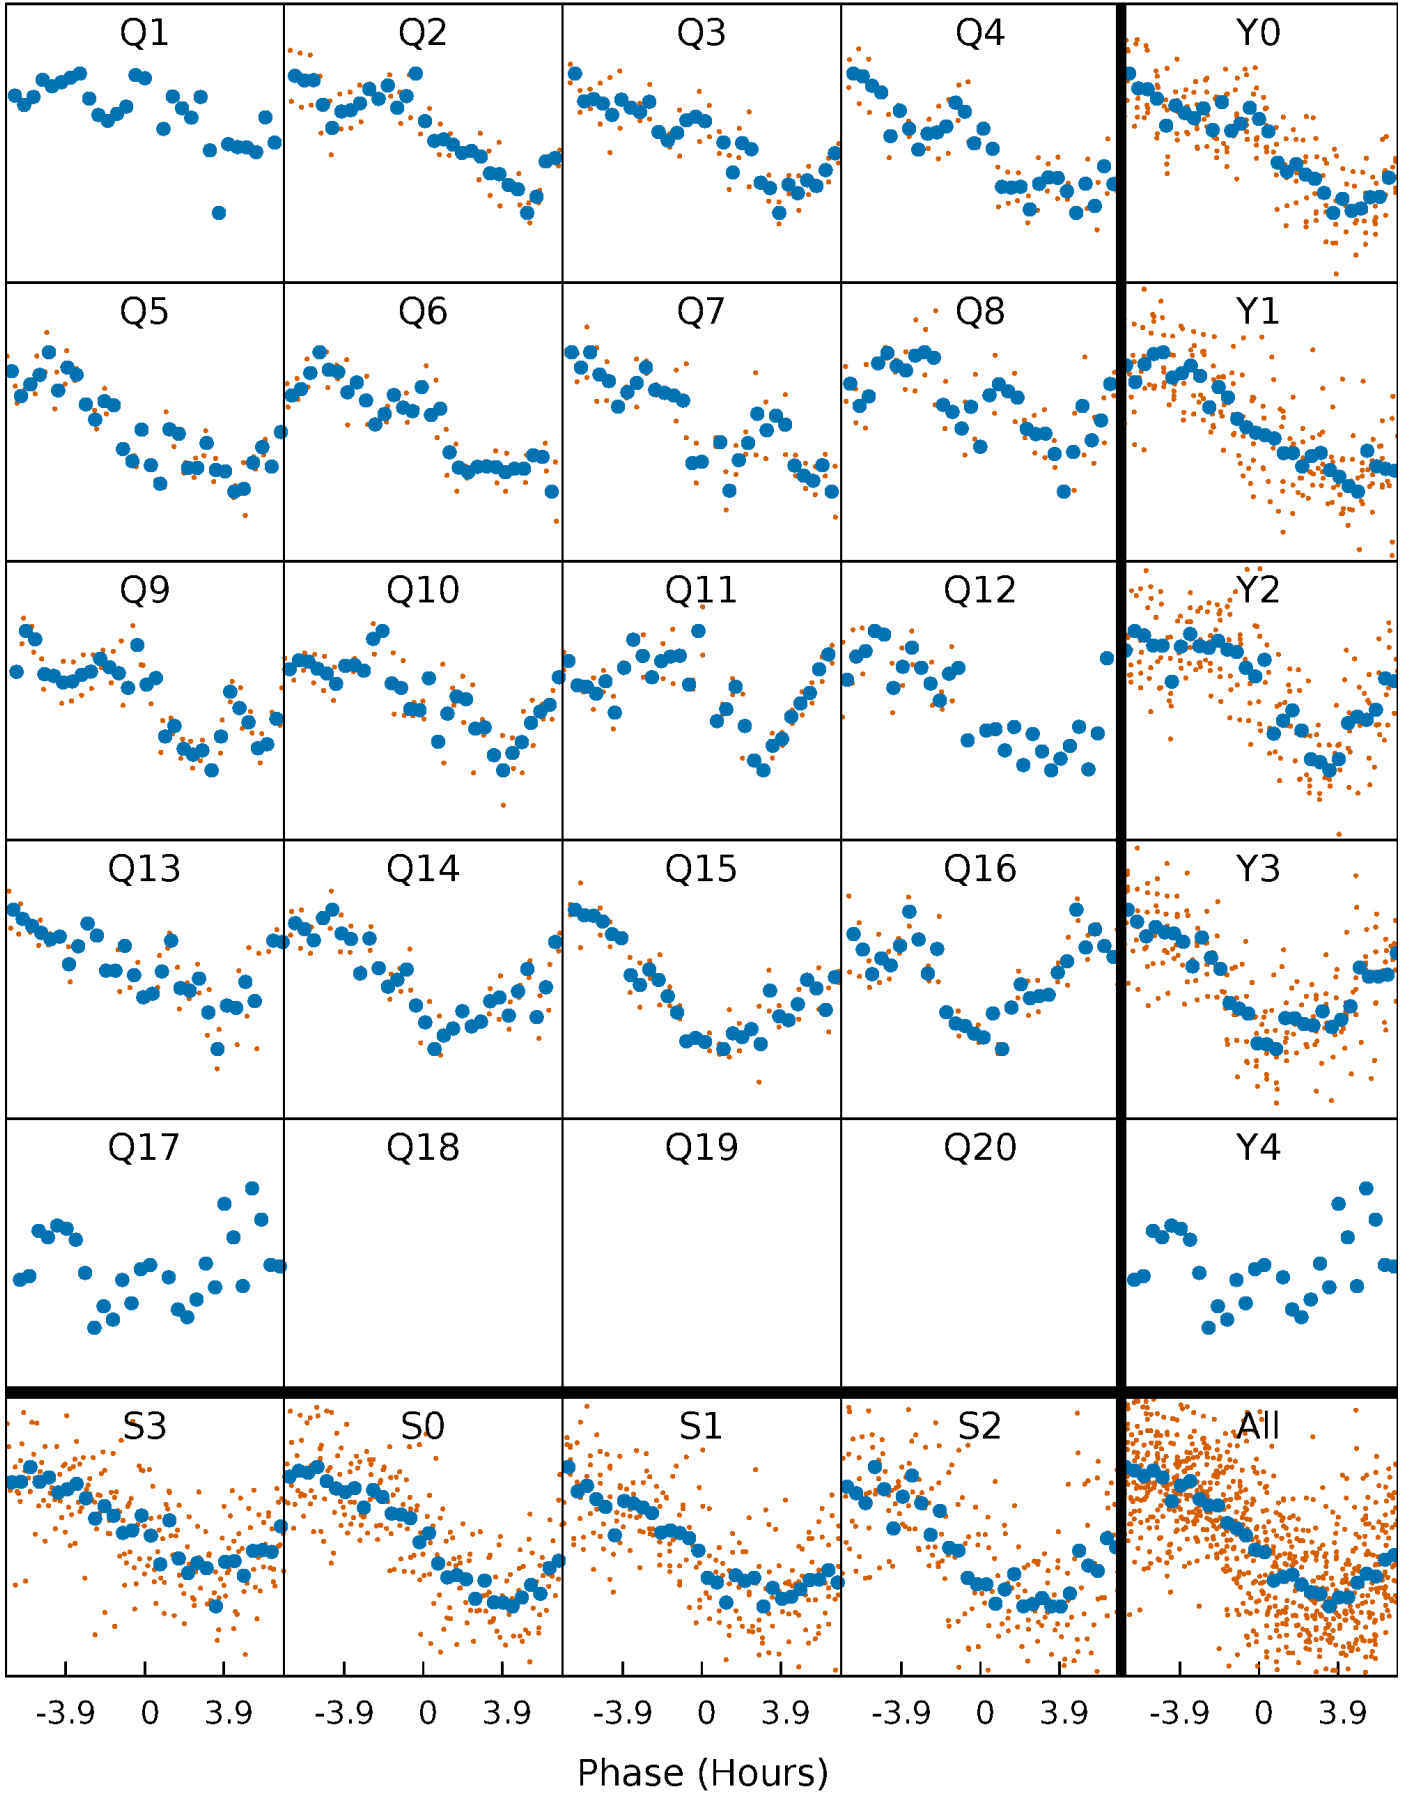 Q1 Q2 Q3 Q4 Y0
Q5 Q6 Q7 Q8 Y1
Q9 Q10 Q11 Q12 Y2
Q13 Q14 Q15 Q16 Y3
Q17 Q18 Q19 Q20 Y4
S3 S0 S1 S2 All
-3.9 0 3.9 -3.9 0 3.9 -3.9 0 3.9 -3.9 0 3.9 -3.9 0 3.9
Phase (Hours)